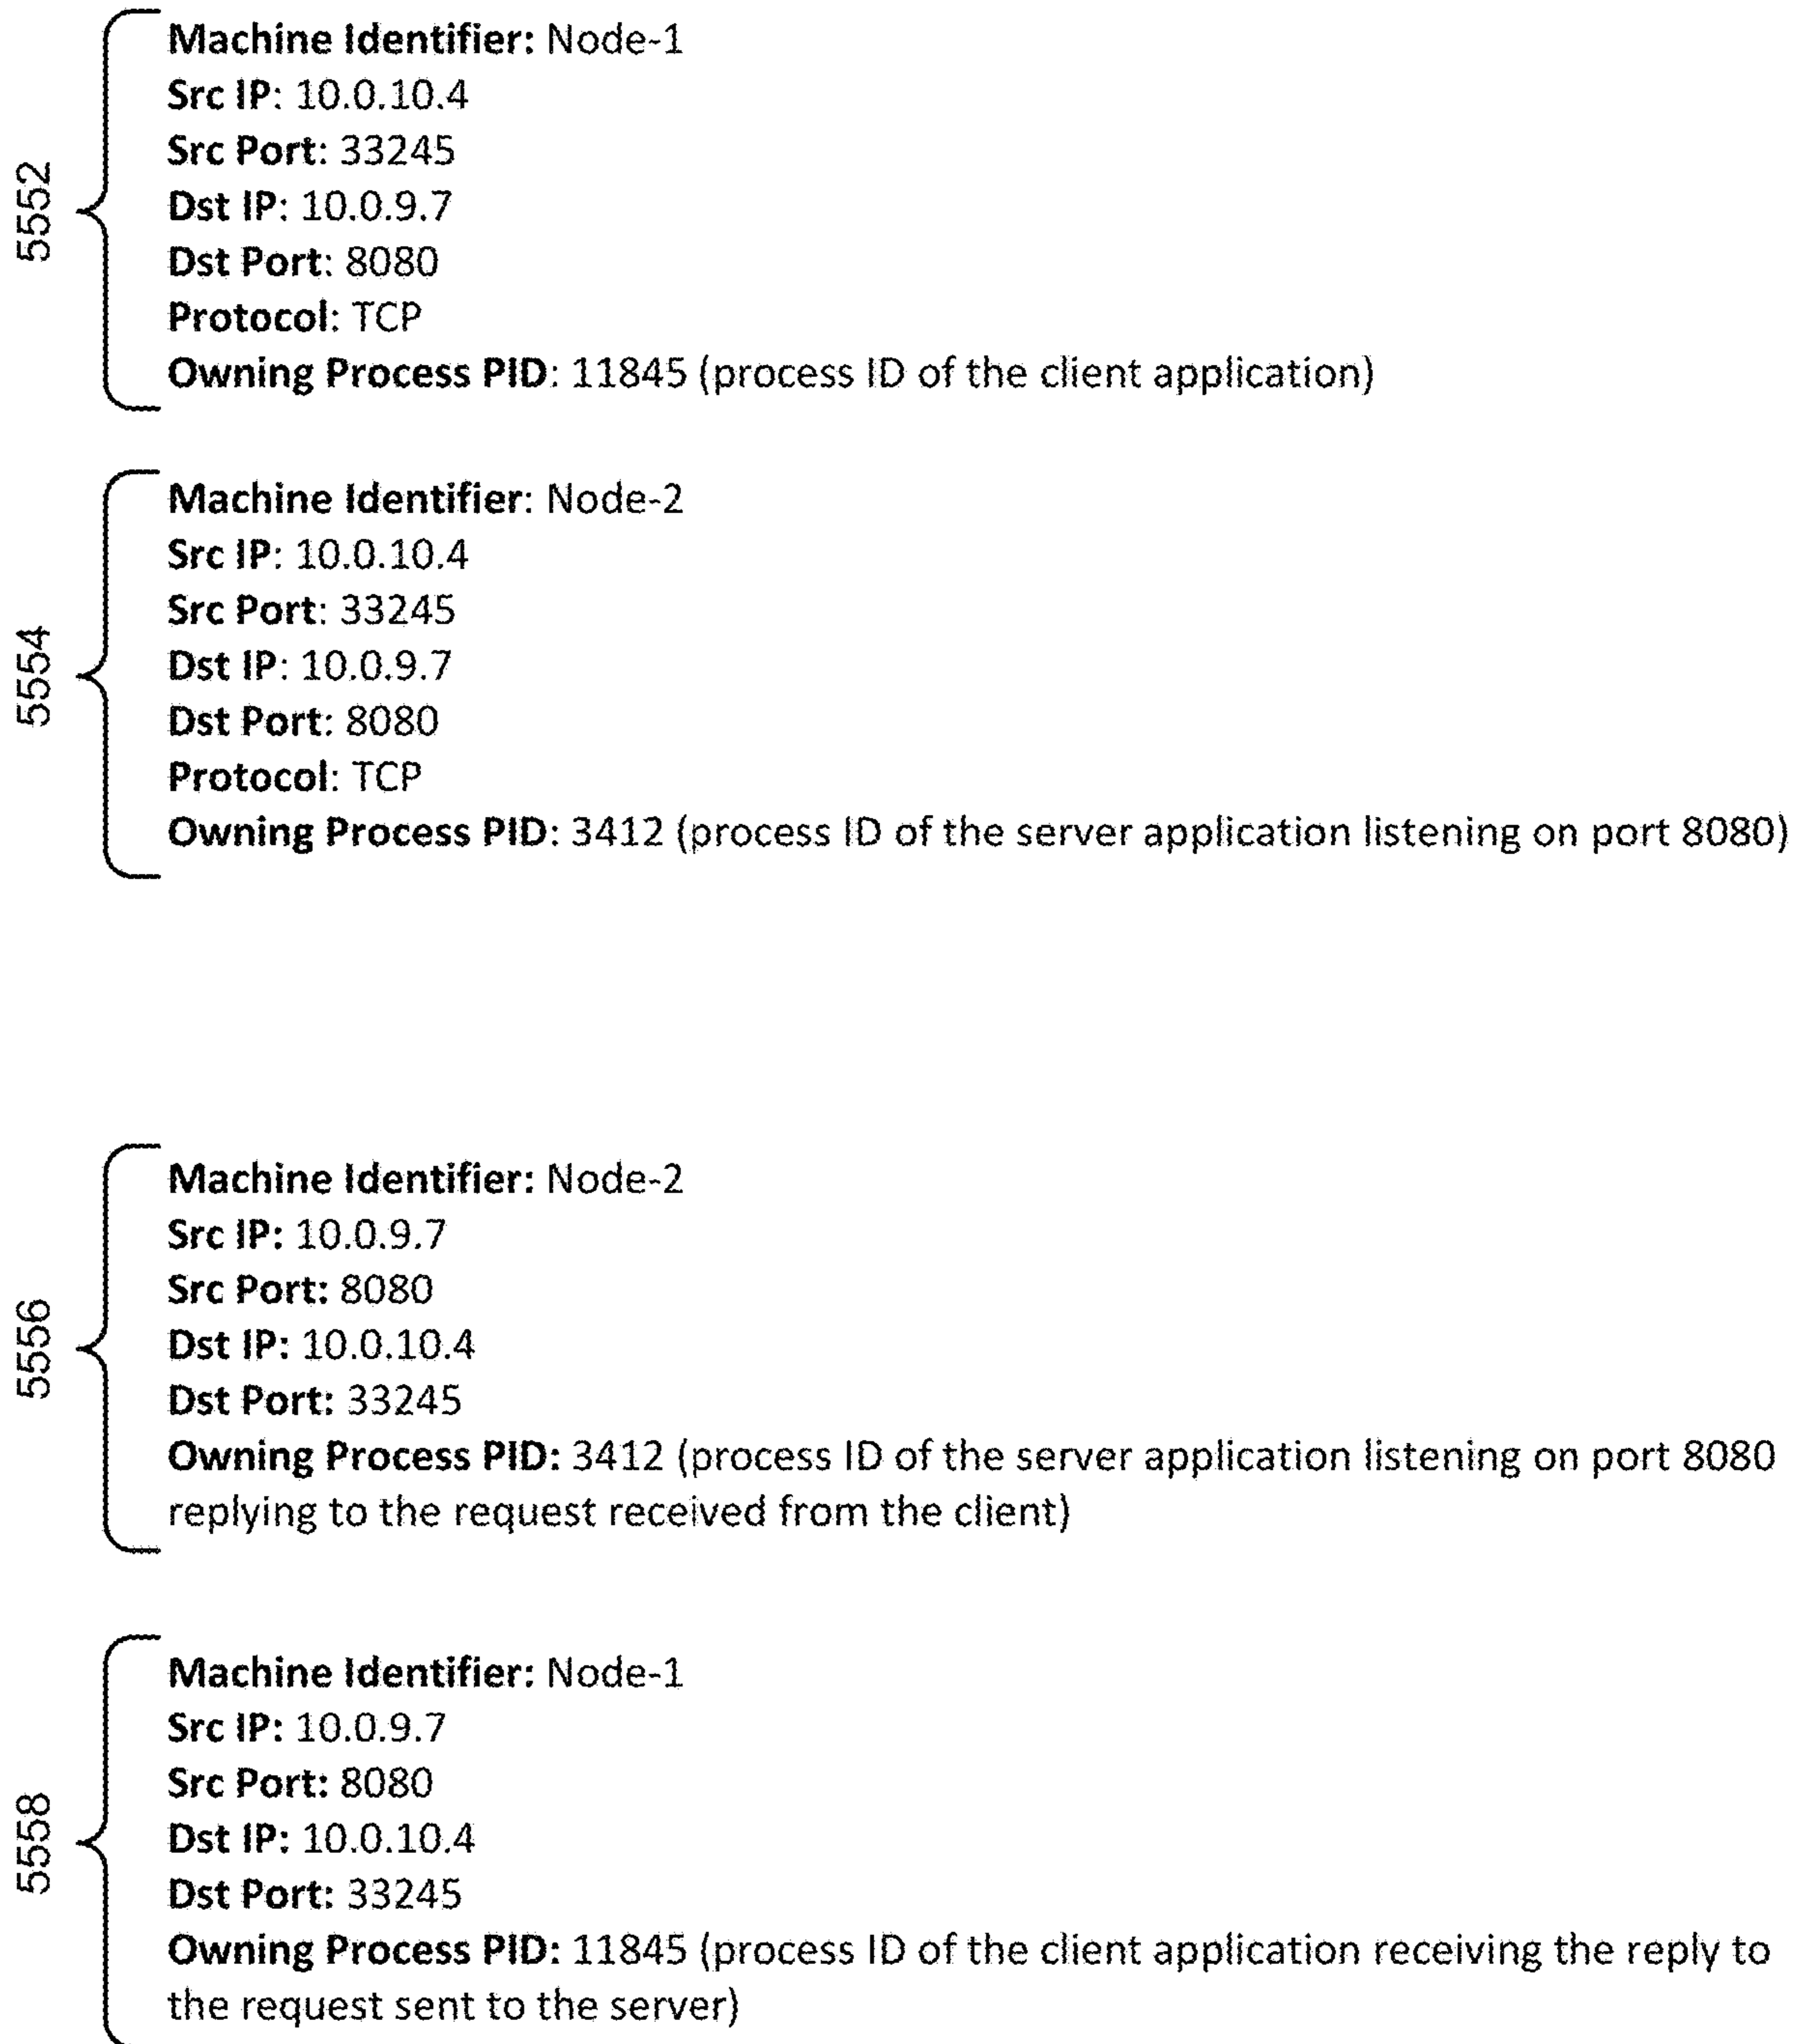 5552
Machine Identifier: Node-1
Src IP: 10.0.10.4
Src Port: 33245
Dst IP: 10.0.9.7
Dst Port: 8080
Protocol: TCP
Owning Process PID: 11845 (process ID of the client application)
5554
Machine Identifier: Node-2
Src IP: 10.0.10.4
Src Port: 33245
Dst IP: 10.0.9.7
Dst Port: 8080
Protocol: TCP
Owning Process PID: 3412 (process ID of the server application listening on port 8080)
5556
Machine Identifier: Node-2
Src IP: 10.0.9.7
Src Port: 8080
Dst IP: 10.0.10.4
Dst Port: 33245
Owning Process PID: 3412 (process ID of the server application listening on port 8080
replying to the request received from the client)
5558
Machine Identifier: Node-1
Src IP: 10.0.9.7
Src Port: 8080
Dst IP: 10.0.10.4
Dst Port: 33245
Owning Process PID: 11845 (process ID of the client application receiving the reply to
the request sent to the server)